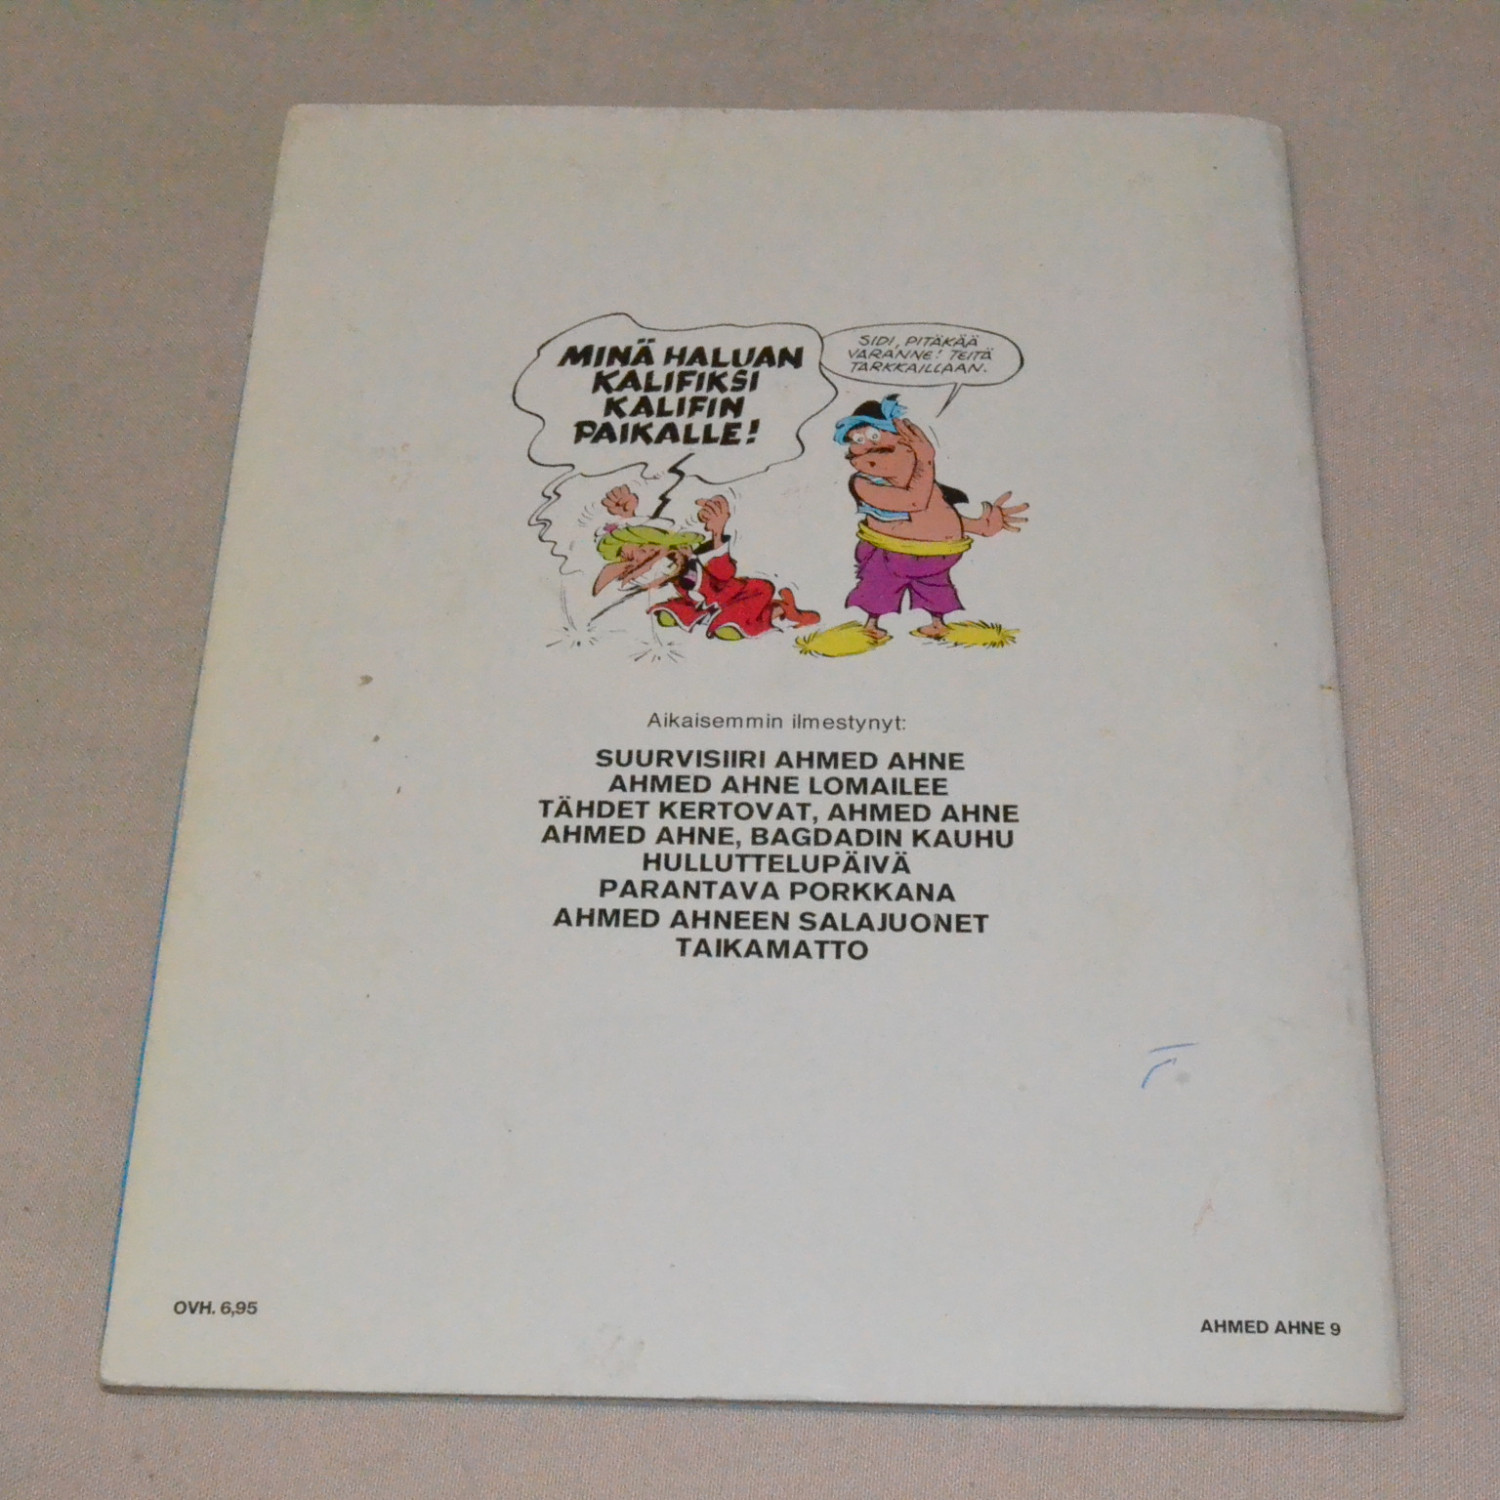 MINÄ HALUAN
KALIFIKSI
KALIFIN
PAIKALLE!
SIDI, PITÄKÄÄ
VARANNE! TEITÄ
TARKKAILLAAN.
Aikaisemmin ilmestynyt:
SUURVISIIRI AHMED AHNE
AHMED AHNE LOMAILEE
TÄHDET KERTOVAT, AHMED AHNE
AHMED AHNE, BAGDADIN KAUHU
HULLUTTELUPÄIVÄ
PARANTAVA PORKKANA
AHMED AHNEEN SALAJUONET
TAIKAMATTO
OVH. 6,95
AHMED AHNE 9